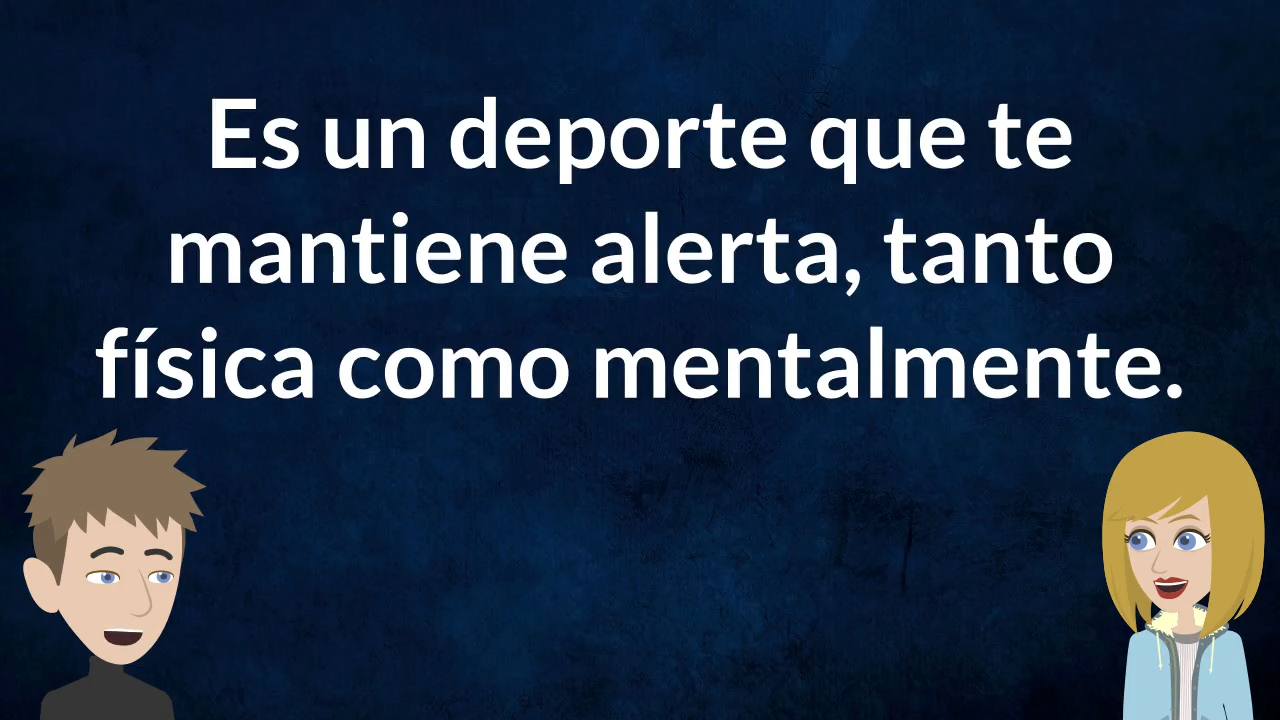 Es un deporte que te
mantiene alerta, tanto
física como mentalmente.